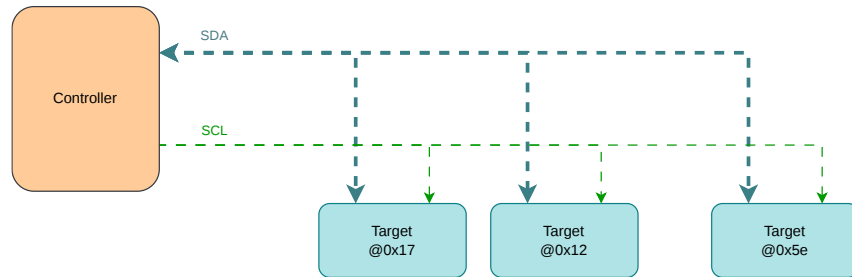 SDA
Controller
SCL
Target
@0x17
Target
@0x12
Target
@0x5e